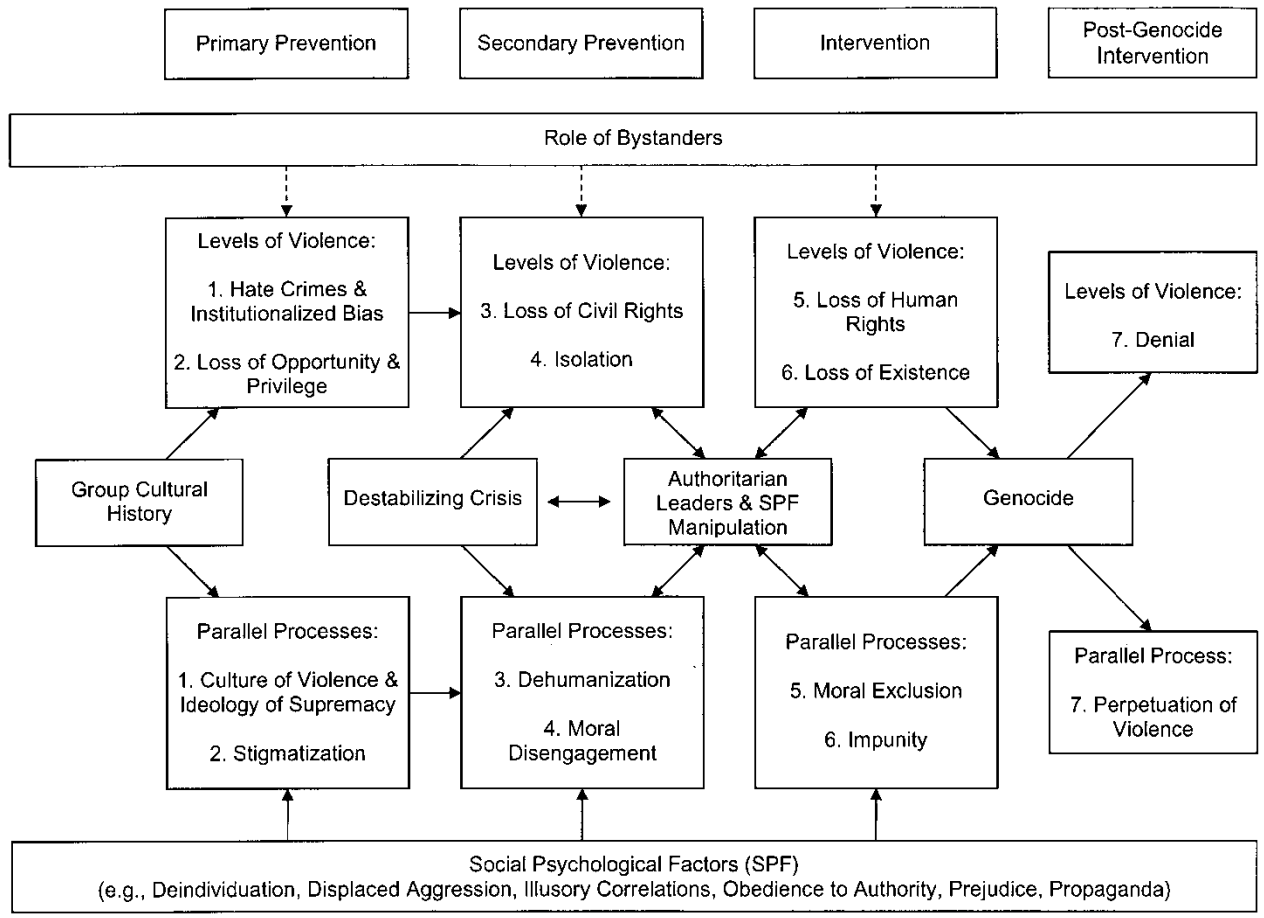 Primary Prevention
Secondary Prevention
Intervention
Post-Genocide
Intervention
Role of Bystanders
Levels of Violence:
1. Hate Crimes &
Institutionalized Bias
2. Loss of Opportunity &
Privilege
Levels of Violence:
3. Loss of Civil Rights
4. Isolation
Levels of Violence:
5. Loss of Human
Rights
6. Loss of Existence
Levels of Violence:
7. Denial
Group Cultural
History
Destabilizing Crisis
Authoritarian
Leaders & SPF
Manipulation
Genocide
Parallel Processes:
1. Culture of Violence &
Ideology of Supremacy
2. Stigmatization
Parallel Processes:
3. Dehumanization
4. Moral
Disengagement
Parallel Processes:
5. Moral Exclusion
6. Impunity
Parallel Process:
7. Perpetuation of
Violence
Social Psychological Factors (SPF)
(e.g., Deindividuation, Displaced Aggression, Illusory Correlations, Obedience to Authority, Prejudice, Propaganda)